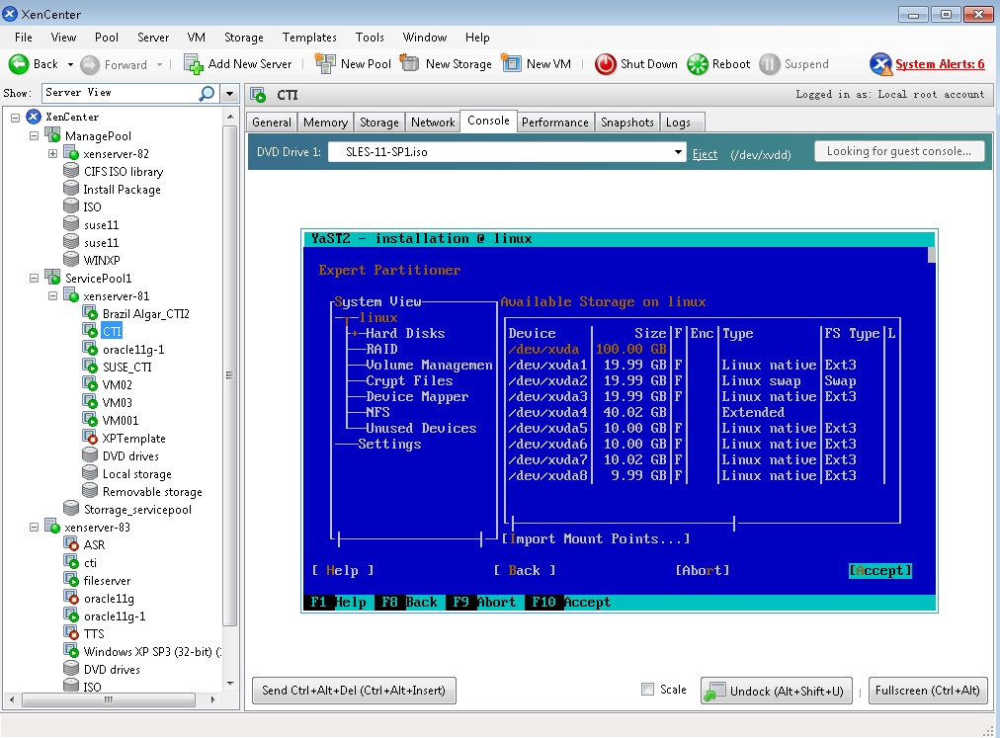 XenCenter
File View Pool Server VM Storage Templates Tools Window Help
Back Forward Add New Server New Pool New Storage New VM Shut Down Reboot Suspend System Alerts: 6
Show: Server View
CTI Logged in as: Local root account
General Memory Storage Network Console Performance Snapshots Logs
DVD Drive 1: SLES-11-SP1.iso Eject (/dev/xvdd) Looking for guest console...
XenCenter
ManagePool
xenserver-82
CIFS ISO library
Install Package
ISO
suse11
suse11
WINXP
ServicePool1
xenserver-81
Brazil Algar_CTI2
CTI
oracle11g-1
SUSE_CTI
VM02
VM03
VM001
XPTemplate
DVD drives
Local storage
Removable storage
Storrage_servicepool
xenserver-83
ASR
cti
fileserver
oracle11g
oracle11g-1
TTS
Windows XP SP3 (32-bit) (
DVD drives
ISO
YaST2 - installation @ linux
Expert Partitioner
System View
linux
+Hard Disks
RAID
Volume Managemen
Crypt Files
Device Mapper
NFS
Unused Devices
Settings
Available Storage on linux
Device Size F Enc Type FS Type L
/dev/xvda 100.00 GB
/dev/xvda1 19.99 GB F Linux native Ext3
/dev/xvda2 19.99 GB F Linux swap Swap
/dev/xvda3 19.99 GB F Linux native Ext3
/dev/xvda4 40.02 GB Extended
/dev/xvda5 10.00 GB F Linux native Ext3
/dev/xvda6 10.00 GB F Linux native Ext3
/dev/xvda7 10.02 GB F Linux native Ext3
/dev/xvda8 9.99 GB F Linux native Ext3
[Import Mount Points...]
[ Help ] [ Back ] [Abort] [Accept]
F1 Help F8 Back F9 Abort F10 Accept
Send Ctrl+Alt+Del (Ctrl+Alt+Insert) Scale Undock (Alt+Shift+U) Fullscreen (Ctrl+Alt)